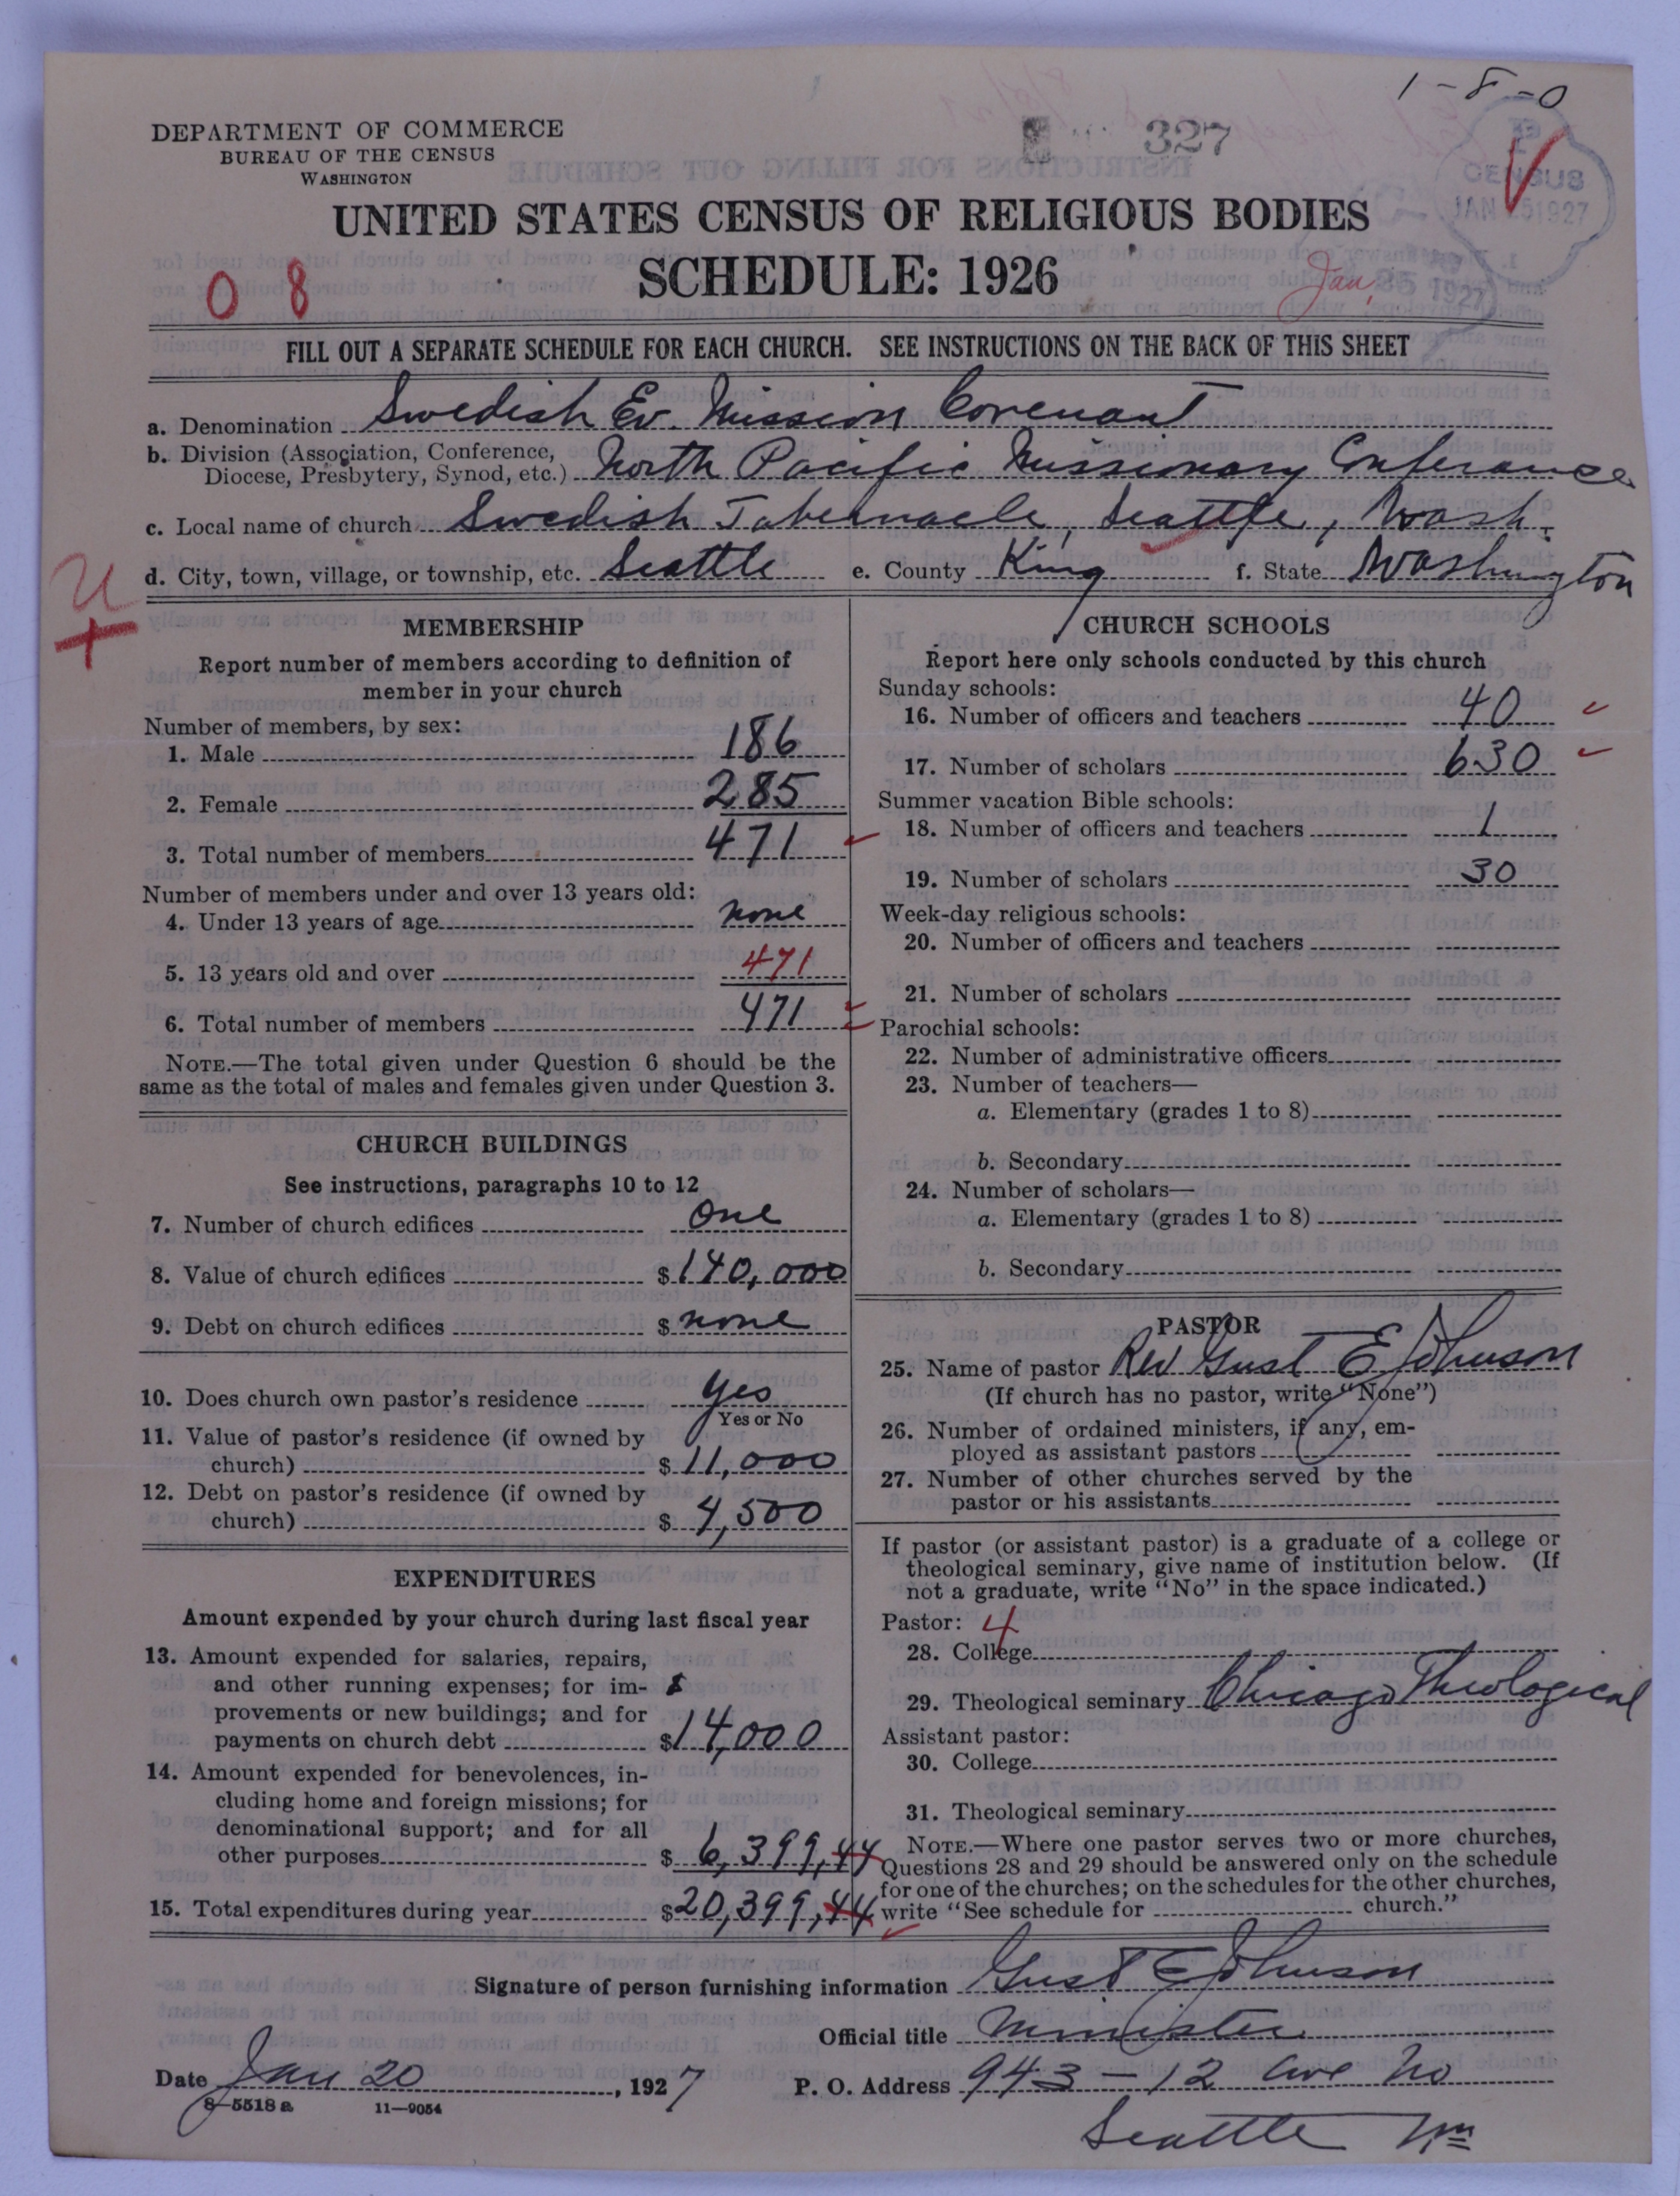 1-8-0
DEPARTMENT OF COMMERCE
BUREAU OF THE CENSUS
WASHINGTON
327
CENSUS
JAN 25 1927
UNITED STATES CENSUS OF RELIGIOUS BODIES
SCHEDULE: 1926
0 8
Jan. 25 1927
FILL OUT A SEPARATE SCHEDULE FOR EACH CHURCH. SEE INSTRUCTIONS ON THE BACK OF THIS SHEET
a. Denomination Swedish Ev. Mission Covenant
b. Division (Association, Conference,
Diocese, Presbytery, Synod, etc.) North Pacific Missionary Conference
c. Local name of church Swedish Tabernacle, Seattle, Wash.
d. City, town, village, or township, etc. Seattle e. County King f. State Washington
U
MEMBERSHIP
Report number of members according to definition of
member in your church
Number of members, by sex:
1. Male 186
2. Female 285
3. Total number of members 471
Number of members under and over 13 years old:
4. Under 13 years of age none
5. 13 years old and over 471
6. Total number of members 471
NOTE.—The total given under Question 6 should be the
same as the total of males and females given under Question 3.
CHURCH BUILDINGS
See instructions, paragraphs 10 to 12
7. Number of church edifices One
8. Value of church edifices $140,000
9. Debt on church edifices $ none
10. Does church own pastor's residence Yes
Yes or No
11. Value of pastor's residence (if owned by
church) $11,000
12. Debt on pastor's residence (if owned by
church) $ 4,500
EXPENDITURES
Amount expended by your church during last fiscal year
13. Amount expended for salaries, repairs,
and other running expenses; for im-
provements or new buildings; and for
payments on church debt $14,000
14. Amount expended for benevolences, in-
cluding home and foreign missions; for
denominational support; and for all
other purposes $ 6,399,44
15. Total expenditures during year $20,399,44
CHURCH SCHOOLS
Report here only schools conducted by this church
Sunday schools:
16. Number of officers and teachers 40
17. Number of scholars 630
Summer vacation Bible schools:
18. Number of officers and teachers 1
19. Number of scholars 30
Week-day religious schools:
20. Number of officers and teachers
21. Number of scholars
Parochial schools:
22. Number of administrative officers
23. Number of teachers—
a. Elementary (grades 1 to 8)
b. Secondary
24. Number of scholars—
a. Elementary (grades 1 to 8)
b. Secondary
PASTOR
25. Name of pastor Rev Gust E Johnson
(If church has no pastor, write "None")
26. Number of ordained ministers, if any, em-
ployed as assistant pastors
27. Number of other churches served by the
pastor or his assistants
If pastor (or assistant pastor) is a graduate of a college or
theological seminary, give name of institution below. (If
not a graduate, write "No" in the space indicated.)
Pastor: 4
28. College
29. Theological seminary Chicago Theological
Assistant pastor:
30. College
31. Theological seminary
NOTE.—Where one pastor serves two or more churches,
Questions 28 and 29 should be answered only on the schedule
for one of the churches; on the schedules for the other churches,
write "See schedule for church."
Signature of person furnishing information Gust E Johnson
Official title Minister
Date Jan 20, 1927 P. O. Address 943 - 12 Ave No
8-5518a 11-9054
Seattle Wn